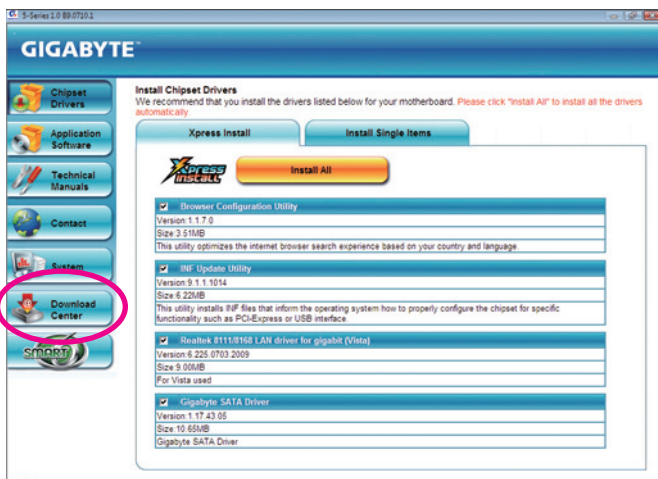 S-Series 1.0 B9.0710.1
GIGABYTE™
Chipset
Drivers
Application
Software
Technical
Manuals
Contact
System
Download
Center
SMART
Install Chipset Drivers
We recommend that you install the drivers listed below for your motherboard. Please click "Install All" to install all the drivers
automatically.
Xpress Install
Install Single Items
Xpress
INSTALL
Install All
Browser Configuration Utility
Version:1.1.7.0
Size:3.51MB
This utility optimizes the internet browser search experience based on your country and language.
INF Update Utility
Version:9.1.1.1014
Size:6.22MB
This utility installs INF files that inform the operating system how to properly configure the chipset for specific
functionality such as PCI-Express or USB interface.
Realtek 8111/8168 LAN driver for gigabit (Vista)
Version:6.225.0703.2009
Size:9.00MB
For Vista used
Gigabyte SATA Driver
Version:1.17.43.05
Size:10.65MB
Gigabyte SATA Driver